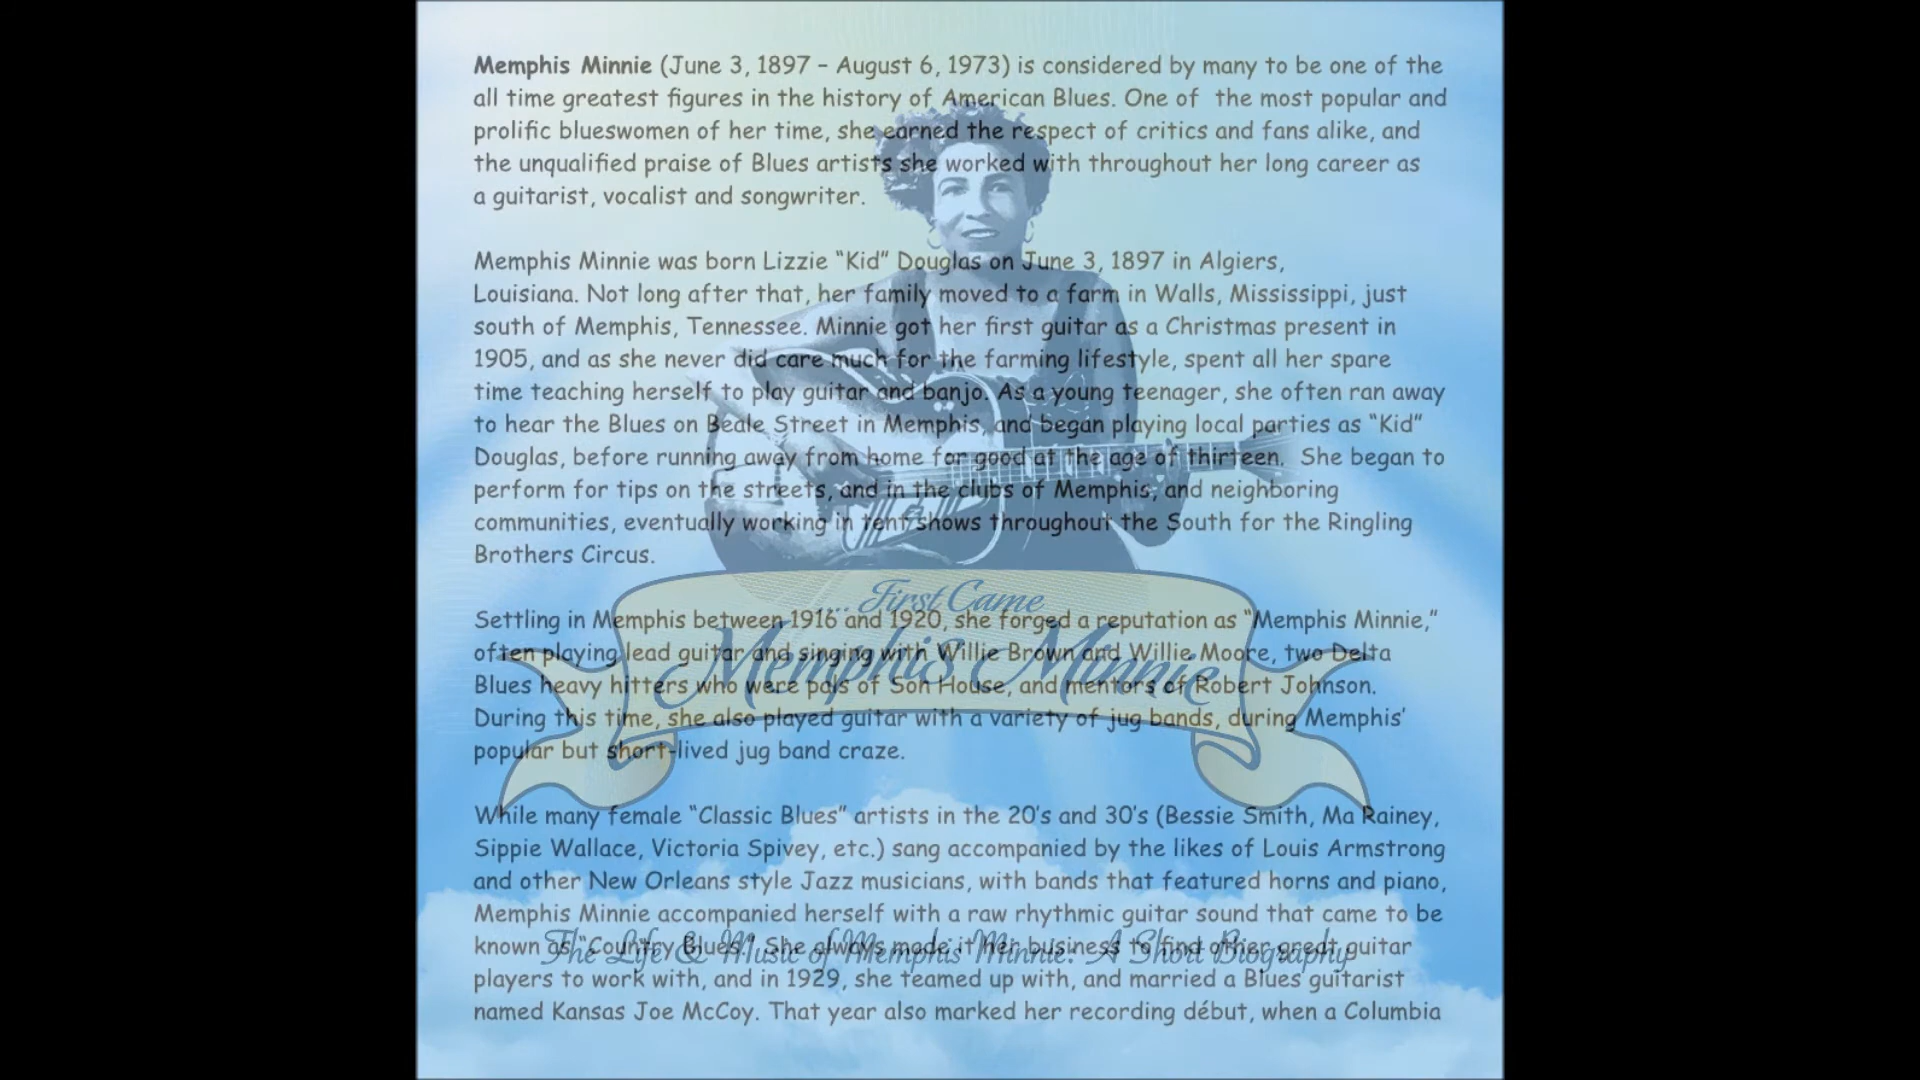 Memphis Minnie (June 3, 1897 – August 6, 1973) is considered by many to be one of the
all time greatest figures in the history of American Blues. One of  the most popular and
prolific blueswomen of her time, she earned the respect of critics and fans alike, and
the unqualified praise of Blues artists she worked with throughout her long career as
a guitarist, vocalist and songwriter.
Memphis Minnie was born Lizzie “Kid” Douglas on June 3, 1897 in Algiers,
Louisiana. Not long after that, her family moved to a farm in Walls, Mississippi, just
south of Memphis, Tennessee. Minnie got her first guitar as a Christmas present in
1905, and as she never did care much for the farming lifestyle, spent all her spare
time teaching herself to play guitar and banjo. As a young teenager, she often ran away
to hear the Blues on Beale Street in Memphis, and began playing local parties as “Kid”
Douglas, before running away from home for good at the age of thirteen.  She began to
perform for tips on the streets, and in the clubs of Memphis, and neighboring
communities, eventually working in tent shows throughout the South for the Ringling
Brothers Circus.
.... First Came
Settling in Memphis between 1916 and 1920, she forged a reputation as “Memphis Minnie,”
often playing lead guitar and singing with Willie Brown and Willie Moore, two Delta
Memphis Minnie
Blues heavy hitters who were pals of Son House, and mentors of Robert Johnson.
During this time, she also played guitar with a variety of jug bands, during Memphis’
popular but short-lived jug band craze.
While many female “Classic Blues” artists in the 20’s and 30’s (Bessie Smith, Ma Rainey,
Sippie Wallace, Victoria Spivey, etc.) sang accompanied by the likes of Louis Armstrong
and other New Orleans style Jazz musicians, with bands that featured horns and piano,
Memphis Minnie accompanied herself with a raw rhythmic guitar sound that came to be
known as “Country Blues.” She always made it her business to find other great guitar
The Life & Music of Memphis Minnie: A Short Biography
players to work with, and in 1929, she teamed up with, and married a Blues guitarist
named Kansas Joe McCoy. That year also marked her recording début, when a Columbia